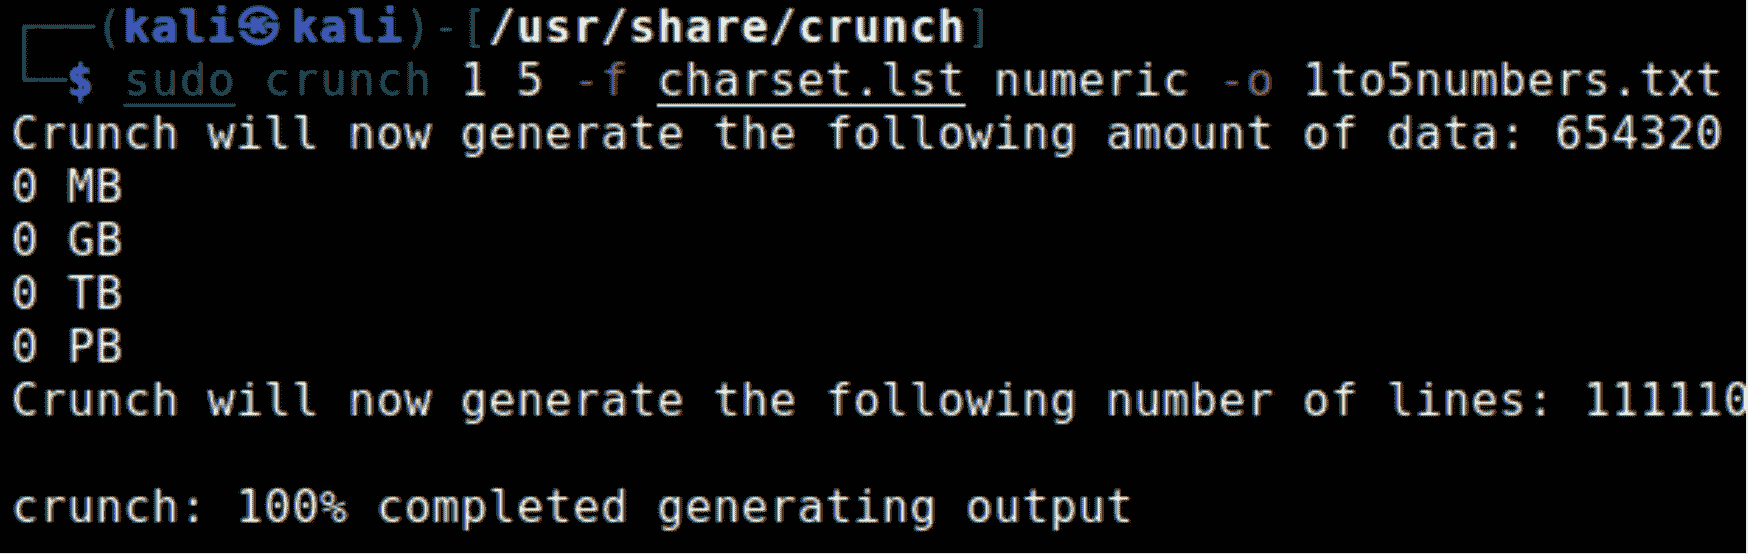 (kali㉿kali)-[/usr/share/crunch]
$ sudo crunch 1 5 -f charset.lst numeric -o 1to5numbers.txt
Crunch will now generate the following amount of data: 654320
0 MB
0 GB
0 TB
0 PB
Crunch will now generate the following number of lines: 111110
crunch: 100% completed generating output